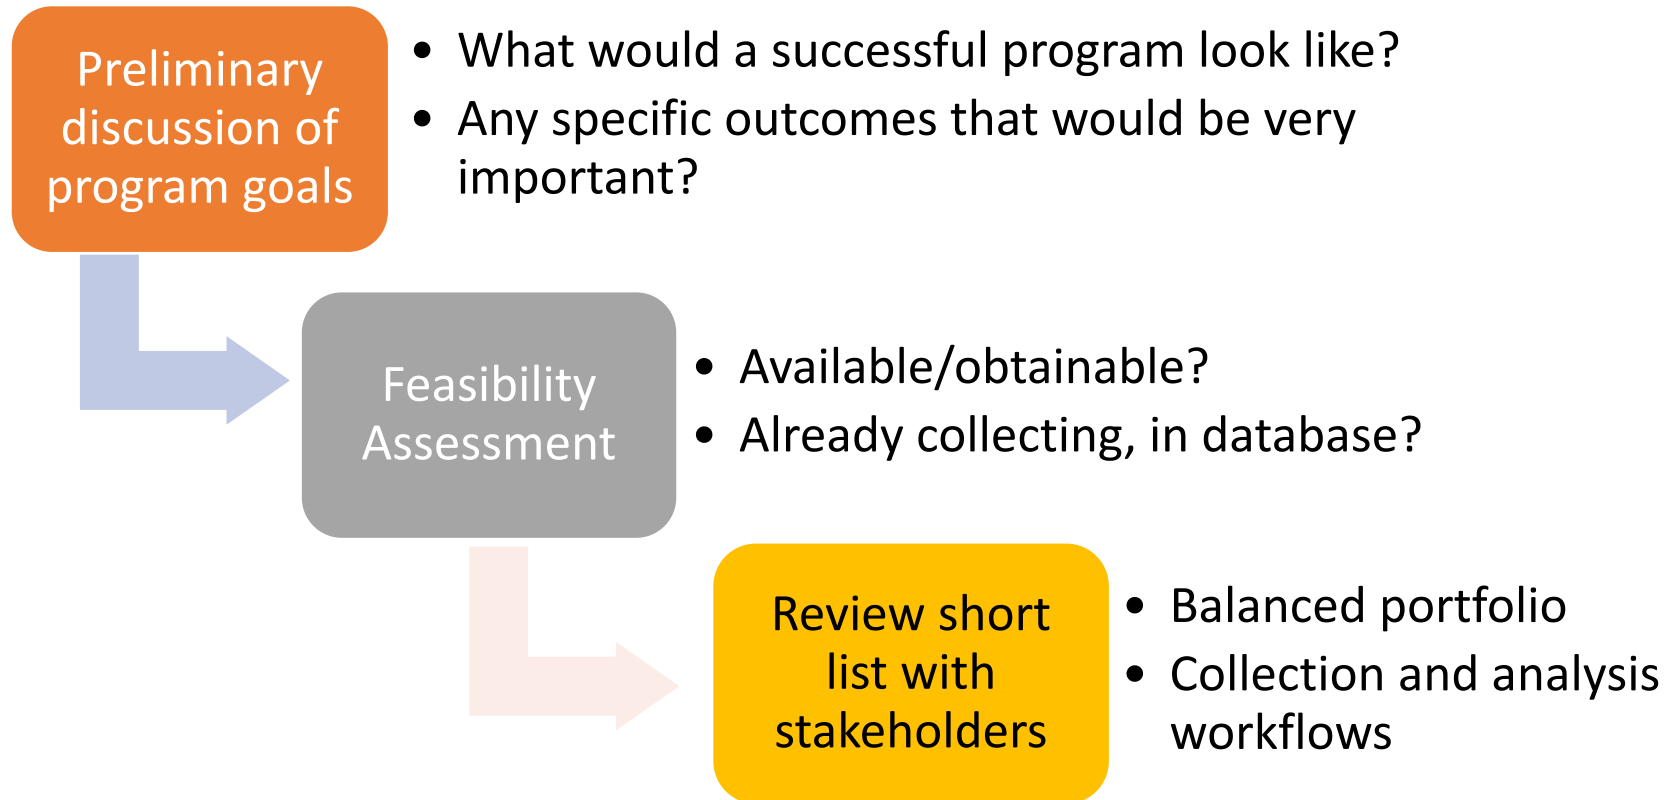 Preliminary
discussion of
program goals
• What would a successful program look like?
• Any specific outcomes that would be very
important?
Feasibility
Assessment
• Available/obtainable?
• Already collecting, in database?
Review short
list with
stakeholders
• Balanced portfolio
• Collection and analysis
workflows